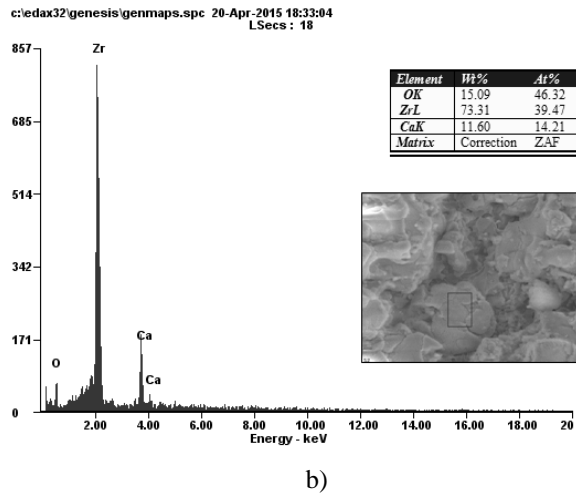 c:\edax32\genesis\genmaps.spc 20-Apr-2015 18:33:04
LSecs : 18
857
685
514
342
171
0
Zr
O
Ca
Ca
2.00 4.00 6.00 8.00 10.00 12.00 14.00 16.00 18.00 20
Energy - keV
Element Wt% At%
OK 15.09 46.32
ZrL 73.31 39.47
CaK 11.60 14.21
Matrix Correction ZAF
b)